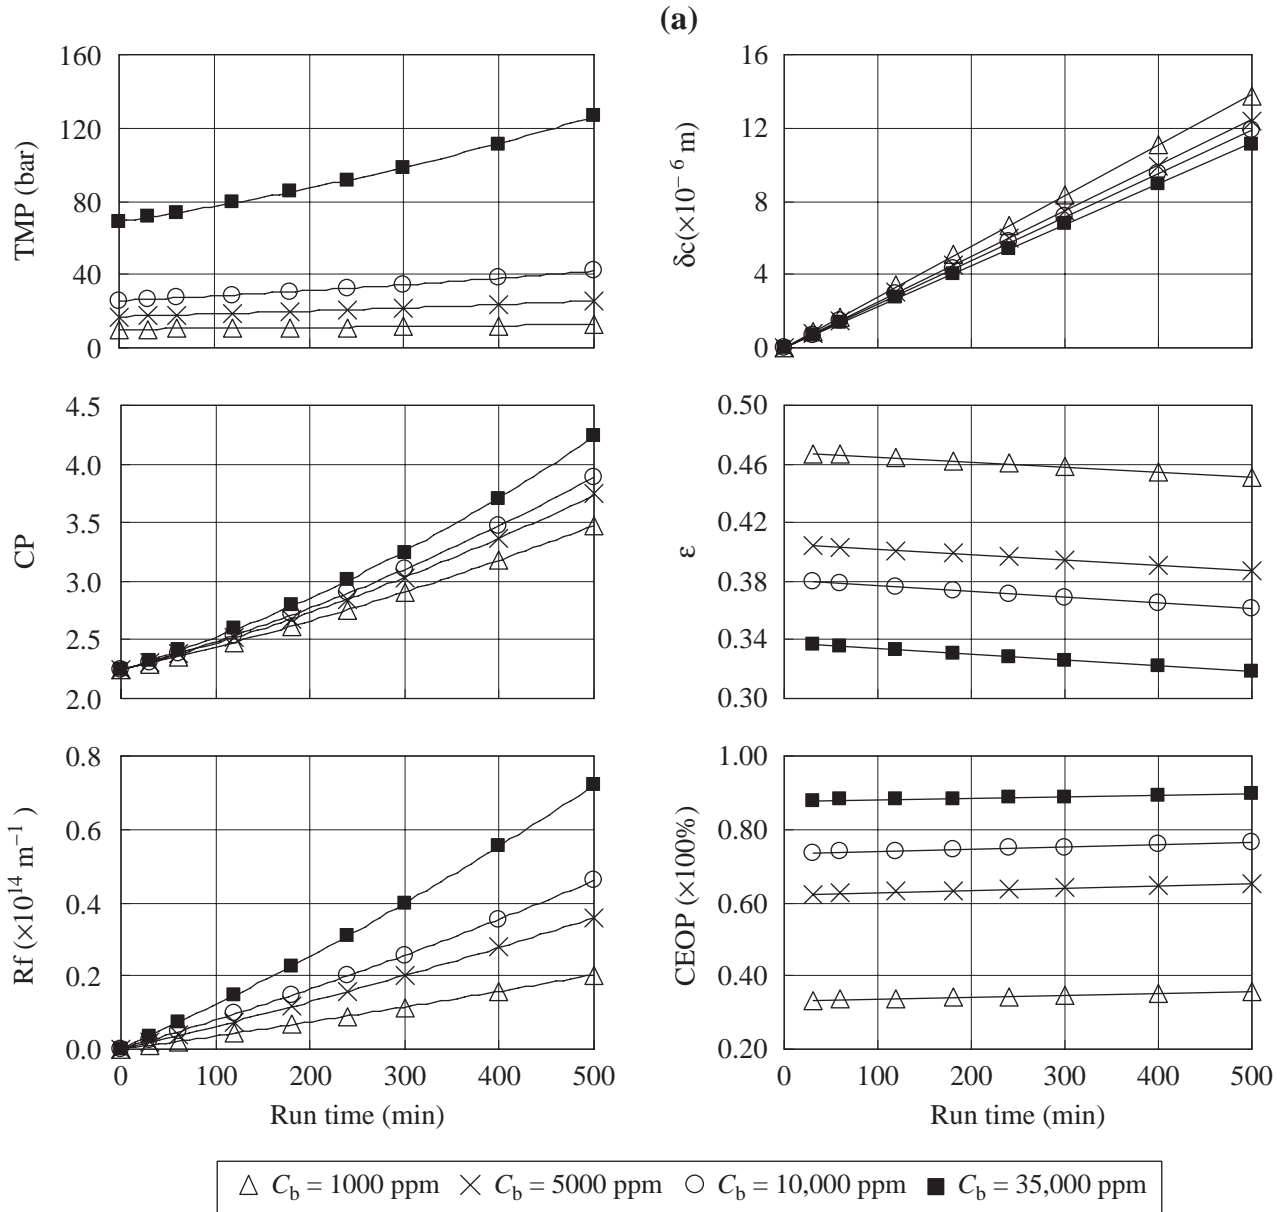 (a)
TMP (bar)
160
120
80
40
0
δc(×10⁻ ⁶ m)
16
12
8
4
0
CP
4.5
4.0
3.5
3.0
2.5
2.0
ε
0.50
0.46
0.42
0.38
0.34
0.30
Rf (×10¹⁴ m⁻¹)
0.8
0.6
0.4
0.2
0.0
0 100 200 300 400 500
Run time (min)
CEOP (×100%)
1.00
0.80
0.60
0.40
0.20
0 100 200 300 400 500
Run time (min)
C_b = 1000 ppm C_b = 5000 ppm C_b = 10,000 ppm C_b = 35,000 ppm